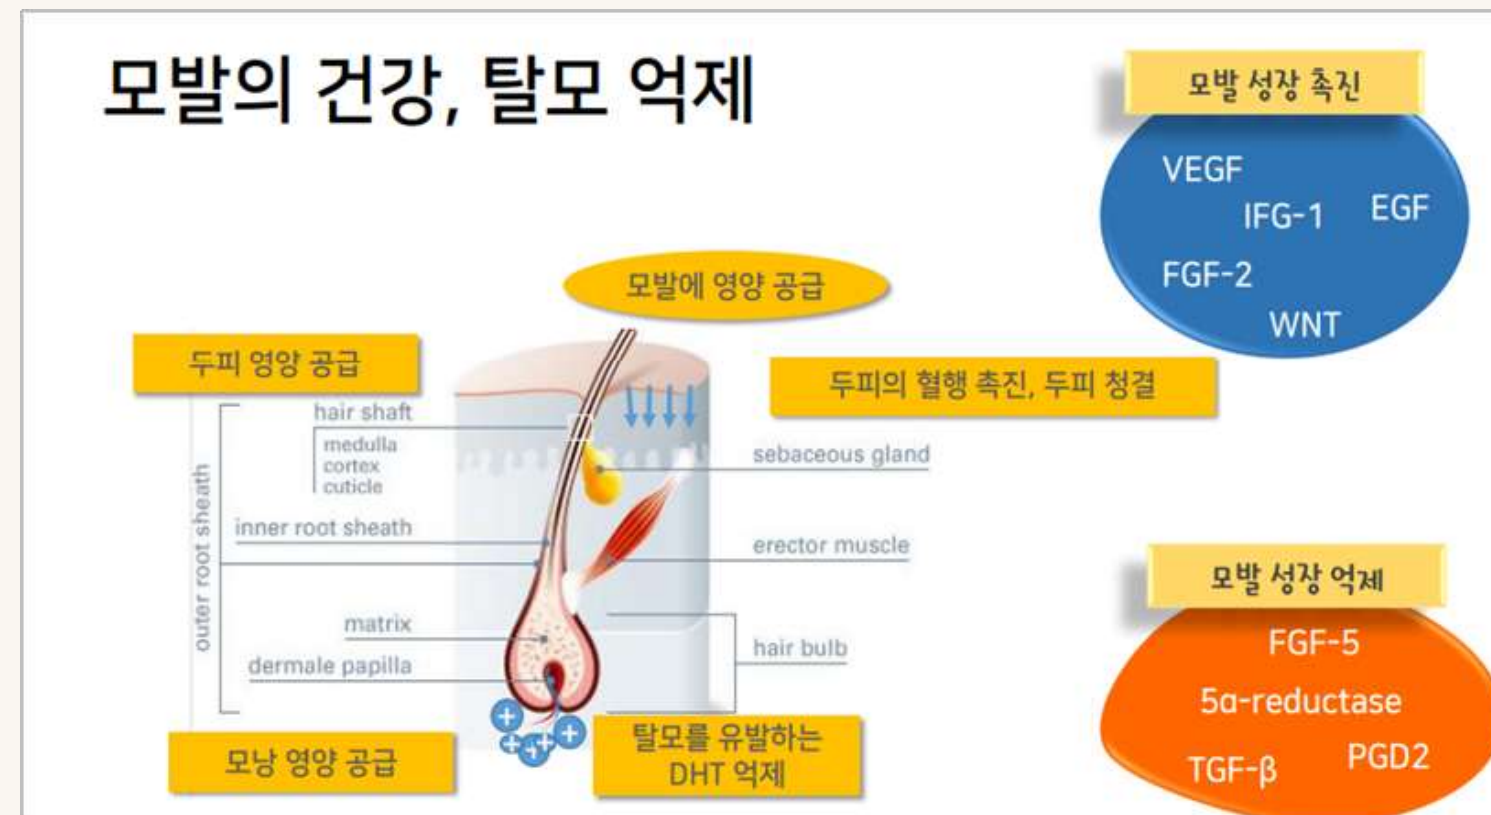 모발의 건강, 탈모 억제
모발 성장 촉진
VEGF
IFG-1
EGF
FGF-2
WNT
모발에 영양 공급
두피 영양 공급
두피의 혈행 촉진, 두피 청결
hair shaft
medulla
cortex
cuticle
inner root sheath
outer root sheath
matrix
dermale papilla
sebaceous gland
erector muscle
hair bulb
모낭 영양 공급
탈모를 유발하는
DHT 억제
모발 성장 억제
FGF-5
5α-reductase
TGF-β
PGD2